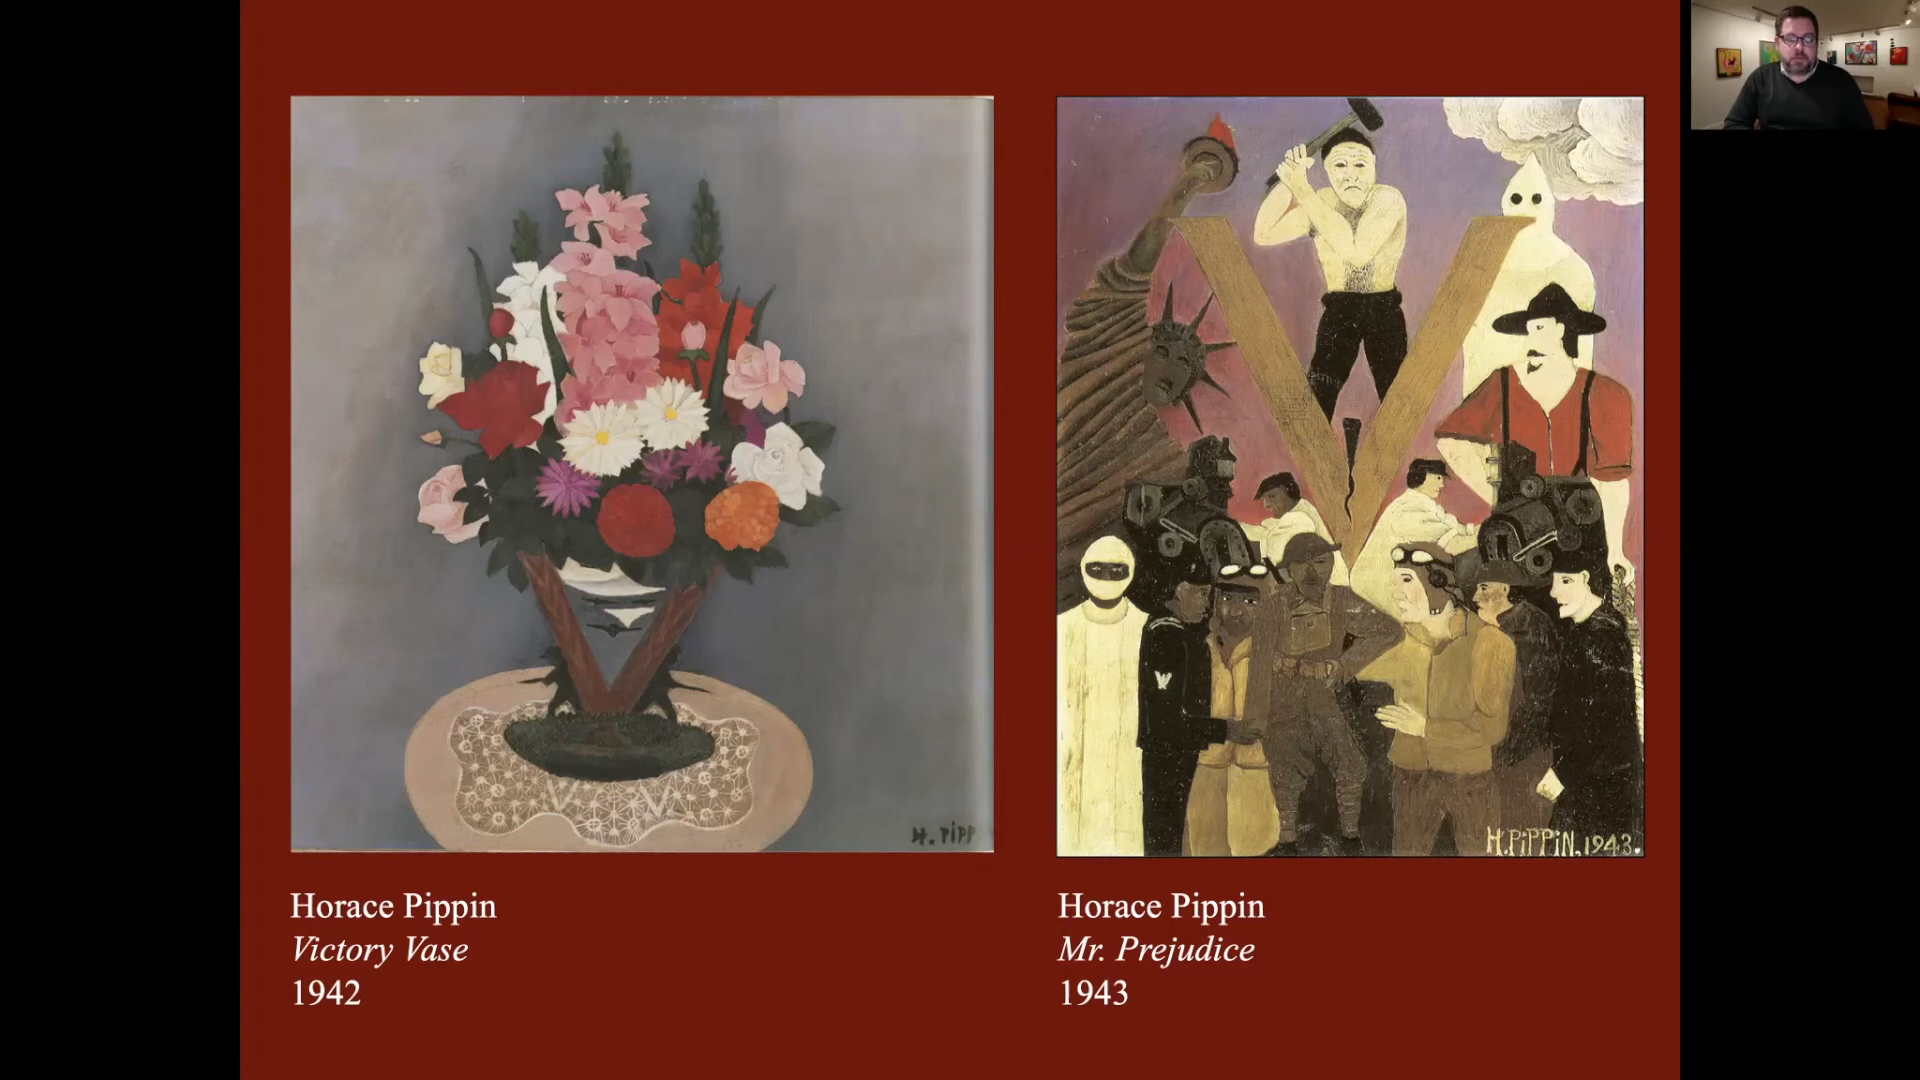 H. PiPP
H. PiPPiN, 1943.
Horace Pippin
Victory Vase
1942
Horace Pippin
Mr. Prejudice
1943